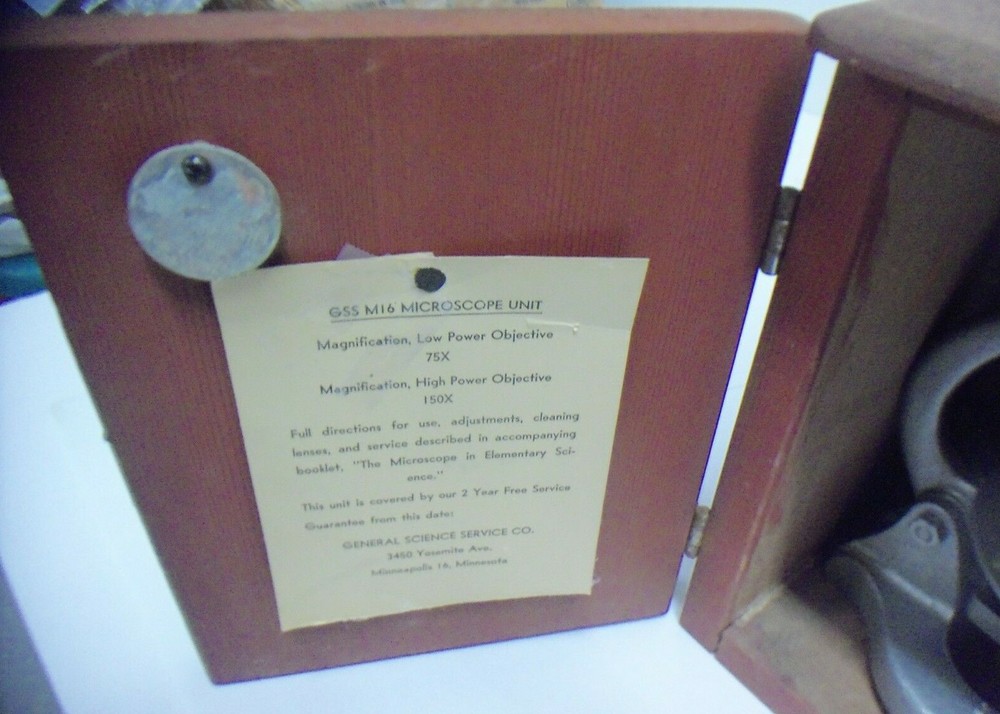 GSS M16 MICROSCOPE UNIT
Magnification, Low Power Objective
75X
Magnification, High Power Objective
150X
Full directions for use, adjustments, cleaning
lenses, and service described in accompanying
booklet, "The Microscope in Elementary Sci-
ence."
This unit is covered by our 2 Year Free Service
Guarantee from this date:
GENERAL SCIENCE SERVICE CO.
3450 Yosemite Ave.
Minneapolis 16, Minnesota